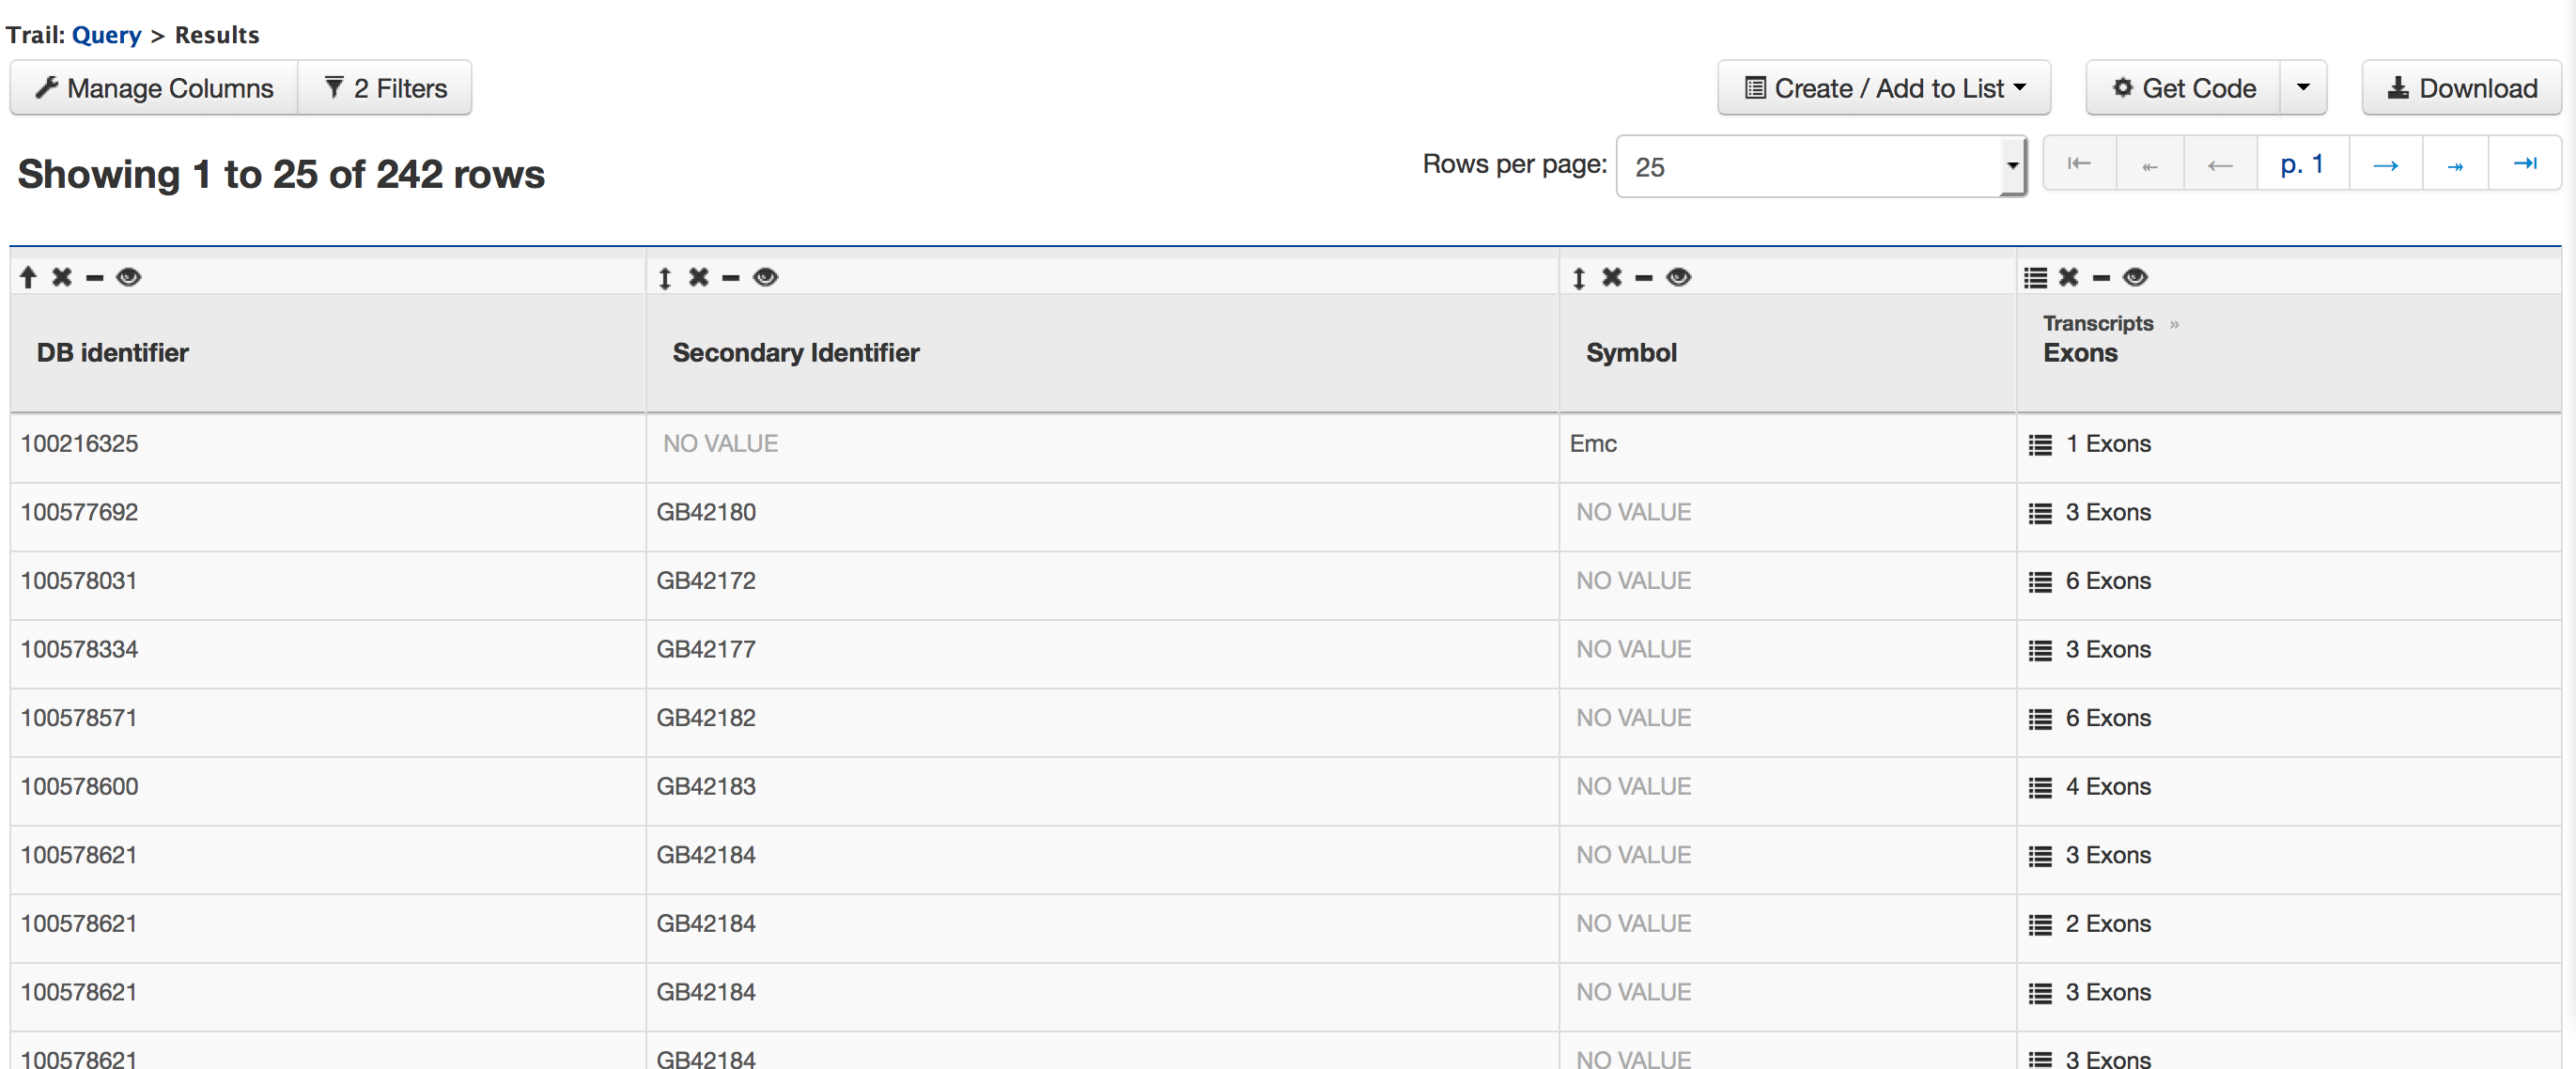 Trail: Query > Results
Manage Columns 2 Filters Create / Add to List Get Code Download
Showing 1 to 25 of 242 rows Rows per page: 25 p. 1
Transcripts »
DB identifier Secondary Identifier Symbol Exons
100216325 NO VALUE Emc 1 Exons
100577692 GB42180 NO VALUE 3 Exons
100578031 GB42172 NO VALUE 6 Exons
100578334 GB42177 NO VALUE 3 Exons
100578571 GB42182 NO VALUE 6 Exons
100578600 GB42183 NO VALUE 4 Exons
100578621 GB42184 NO VALUE 3 Exons
100578621 GB42184 NO VALUE 2 Exons
100578621 GB42184 NO VALUE 3 Exons
100578621 GB42184 NO VALUE 3 Exons